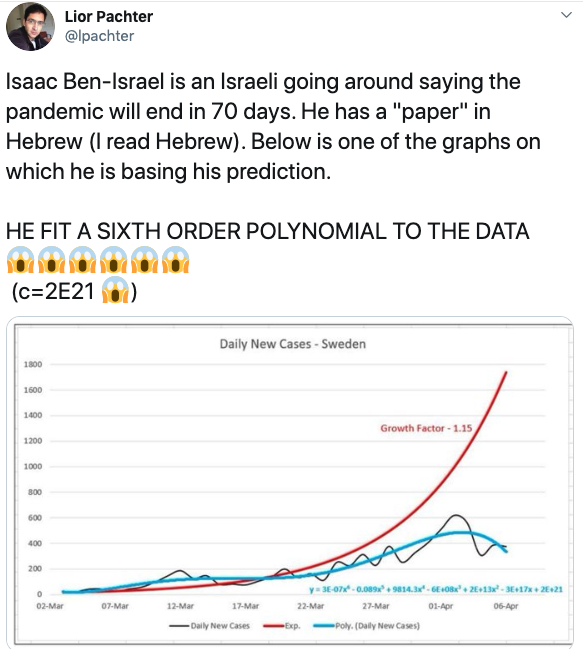 Lior Pachter
@lpachter
Isaac Ben-Israel is an Israeli going around saying the
pandemic will end in 70 days. He has a "paper" in
Hebrew (I read Hebrew). Below is one of the graphs on
which he is basing his prediction.
HE FIT A SIXTH ORDER POLYNOMIAL TO THE DATA
😱😱😱😱😱😱
(c=2E21 😱)
Daily New Cases - Sweden
1800
1600
1400
1200
1000
800
600
400
200
0
Growth Factor - 1.15
y = 3E-07x⁶ - 0.089x⁵ + 9814.3x⁴ - 6E+08x³ + 2E+13x² - 3E+17x + 2E+21
02-Mar 07-Mar 12-Mar 17-Mar 22-Mar 27-Mar 01-Apr 06-Apr
Daily New Cases Exp. Poly. (Daily New Cases)